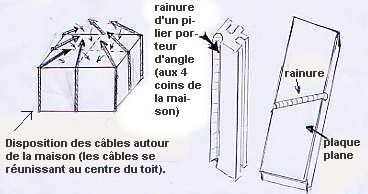 rainure
d'un pi-
lier por-
teur
d'angle
(aux 4
coins de
la mai-
son)
rainure
plaque
plane
Disposition des câbles autour
de la maison (les câbles se
réunissant au centre du toit).